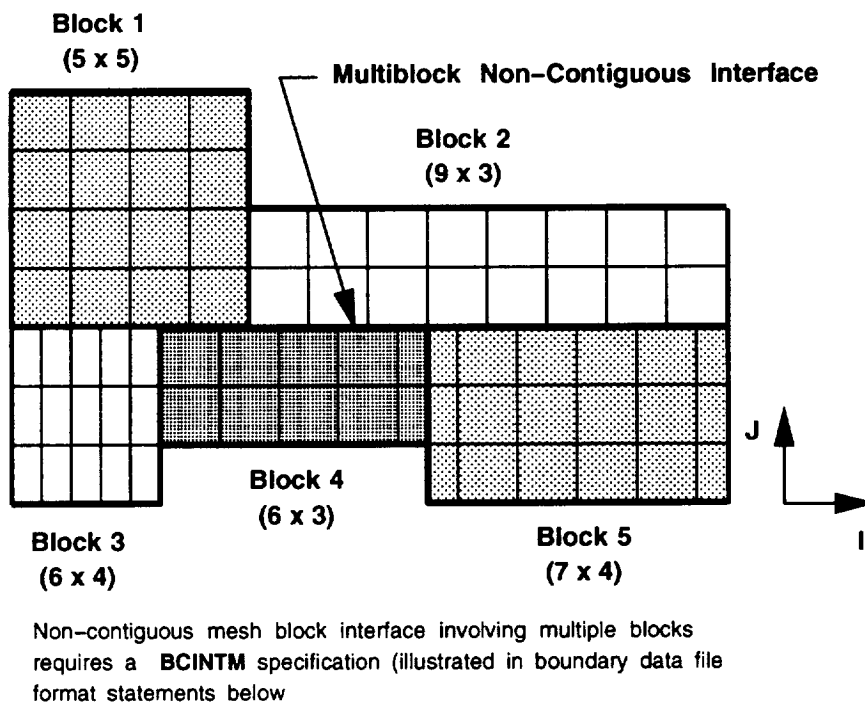 Block 1
(5 x 5)
Multiblock Non-Contiguous Interface
Block 2
(9 x 3)
J
I
Block 4
(6 x 3)
Block 3
(6 x 4)
Block 5
(7 x 4)
Non-contiguous mesh block interface involving multiple blocks
requires a BCINTM specification (illustrated in boundary data file
format statements below